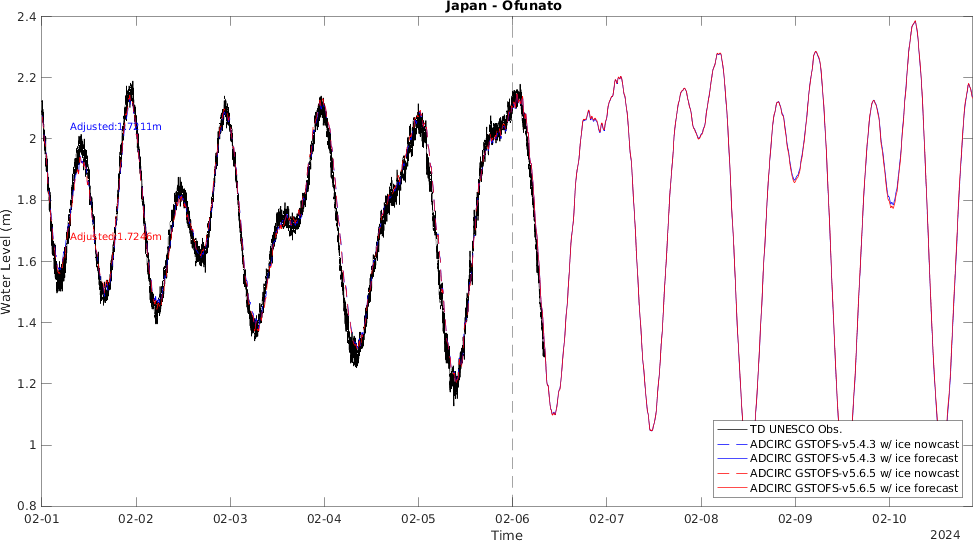 Japan - Ofunato
Water Level (m)
2.4
2.2
2
1.8
1.6
1.4
1.2
1
0.8
Adjusted:1.7211m
Adjusted:1.7246m
TD UNESCO Obs.
ADCIRC GSTOFS-v5.4.3 w/ ice nowcast
ADCIRC GSTOFS-v5.4.3 w/ ice forecast
ADCIRC GSTOFS-v5.6.5 w/ ice nowcast
ADCIRC GSTOFS-v5.6.5 w/ ice forecast
02-01 02-02 02-03 02-04 02-05 02-06 02-07 02-08 02-09 02-10
Time
2024